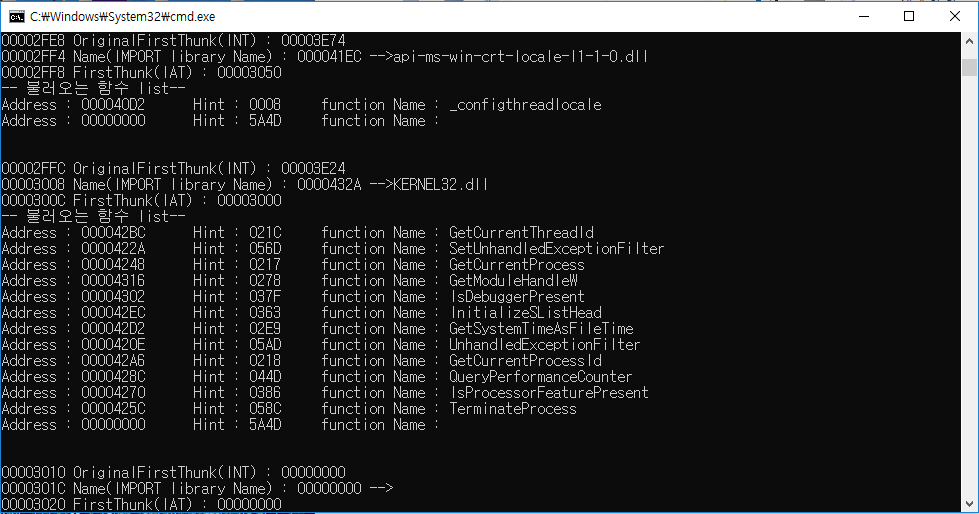 C:₩Windows₩System32₩cmd.exe
00002FE8 OriginalFirstThunk(INT) : 00003E74
00002FF4 Name(IMPORT library Name) : 000041EC -->api-ms-win-crt-locale-l1-1-0.dll
00002FF8 FirstThunk(IAT) : 00003050
-- 불러오는 함수 list--
Address : 000040D2 Hint : 0008 function Name : _configthreadlocale
Address : 00000000 Hint : 5A4D function Name :
00002FFC OriginalFirstThunk(INT) : 00003E24
00003008 Name(IMPORT library Name) : 0000432A -->KERNEL32.dll
0000300C FirstThunk(IAT) : 00003000
-- 불러오는 함수 list--
Address : 000042BC Hint : 021C function Name : GetCurrentThreadId
Address : 0000422A Hint : 056D function Name : SetUnhandledExceptionFilter
Address : 00004248 Hint : 0217 function Name : GetCurrentProcess
Address : 00004316 Hint : 0278 function Name : GetModuleHandleW
Address : 00004302 Hint : 037F function Name : IsDebuggerPresent
Address : 000042EC Hint : 0363 function Name : InitializeSListHead
Address : 000042D2 Hint : 02E9 function Name : GetSystemTimeAsFileTime
Address : 0000420E Hint : 05AD function Name : UnhandledExceptionFilter
Address : 000042A6 Hint : 0218 function Name : GetCurrentProcessId
Address : 0000428C Hint : 044D function Name : QueryPerformanceCounter
Address : 00004270 Hint : 0386 function Name : IsProcessorFeaturePresent
Address : 0000425C Hint : 058C function Name : TerminateProcess
Address : 00000000 Hint : 5A4D function Name :
00003010 OriginalFirstThunk(INT) : 00000000
0000301C Name(IMPORT library Name) : 00000000 -->
00003020 FirstThunk(IAT) : 00000000